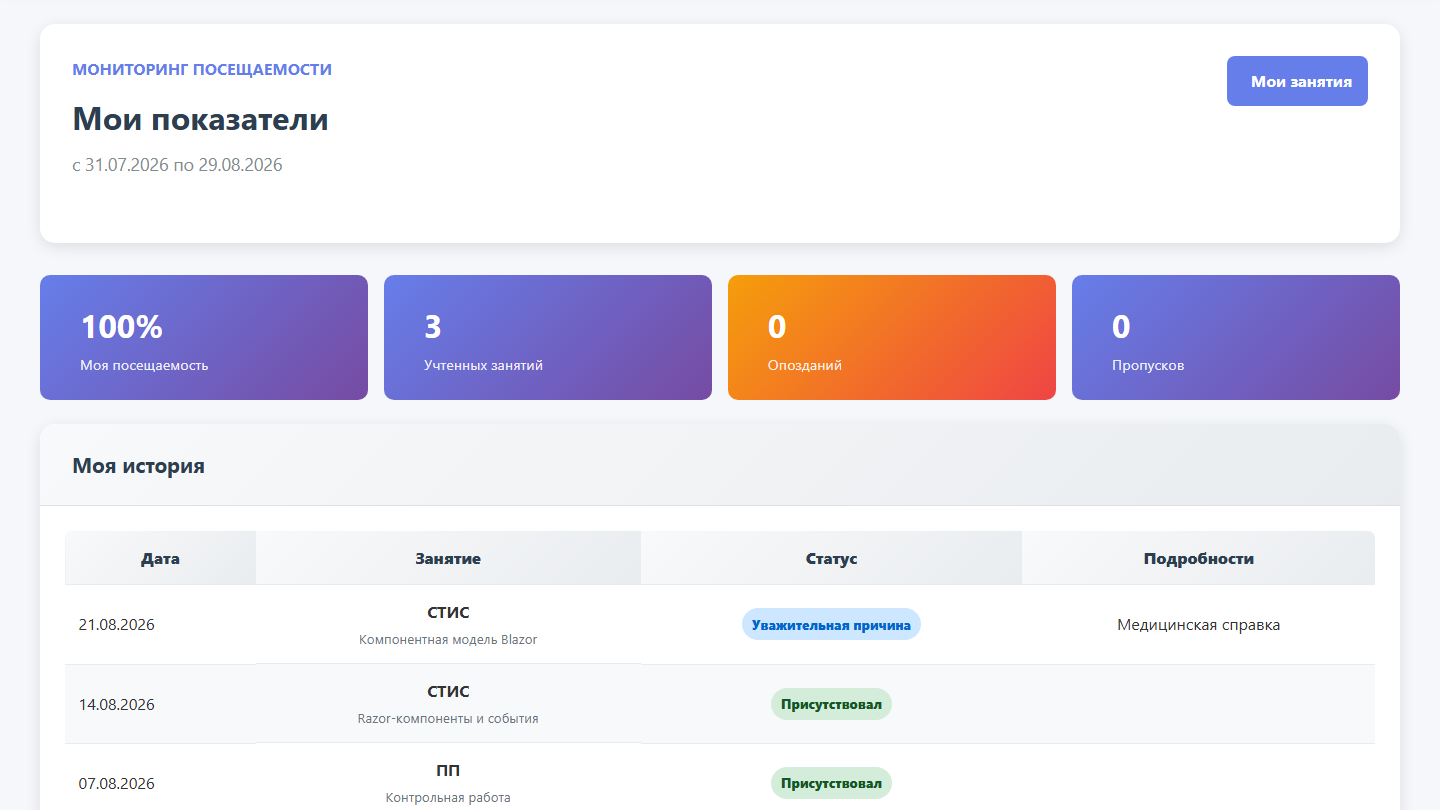 МОНИТОРИНГ ПОСЕЩАЕМОСТИ
Мои занятия
Мои показатели
с 31.07.2026 по 29.08.2026
100%
Моя посещаемость
3
Учтенных занятий
0
Опозданий
0
Пропусков
Моя история
Дата Занятие Статус Подробности
21.08.2026 СТИС Уважительная причина Медицинская справка
Компонентная модель Blazor
14.08.2026 СТИС Присутствовал
Razor-компоненты и события
07.08.2026 ПП Присутствовал
Контрольная работа